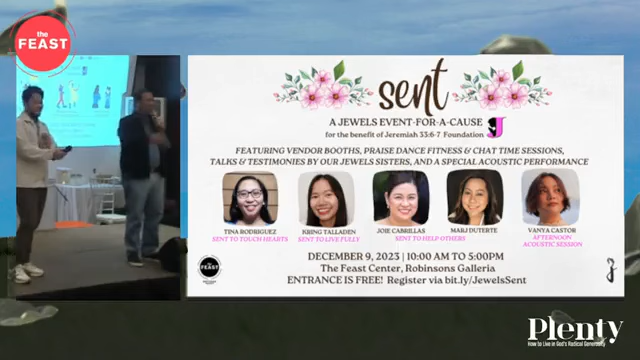 the
FEAST
sent
A JEWELS EVENT-FOR-A-CAUSE
for the benefit of Jeremiah 33:6-7 Foundation
FEATURING VENDOR BOOTHS, PRAISE DANCE FITNESS & CHAT TIME SESSIONS,
TALKS & TESTIMONIES BY OUR JEWELS SISTERS, AND A SPECIAL ACOUSTIC PERFORMANCE
TINA RODRIGUEZ
SENT TO TOUCH HEARTS
KRING TALLADEN
SENT TO LIVE FULLY
JOIE CABRILLAS
MARJ DUTERTE
SENT TO HELP OTHERS
VANYA CASTOR
AFTERNOON
ACOUSTIC SESSION
DECEMBER 9, 2023 | 10:00 AM TO 5:00PM
The Feast Center, Robinsons Galleria
ENTRANCE IS FREE! Register via bit.ly/JewelsSent
FEAST
Plenty
How to Live in God's Radical Generosity